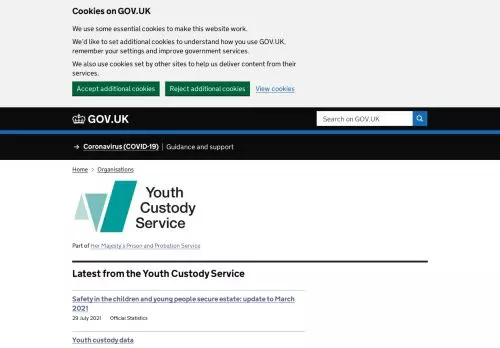 Cookies on GOV.UK
We use some essential cookies to make this website work.
We'd like to set additional cookies to understand how you use GOV.UK,
remember your settings and improve government services.
We also use cookies set by other sites to help us deliver content from their
services.
Accept additional cookies Reject additional cookies View cookies
GOV.UK Search on GOV.UK
→ Coronavirus (COVID-19) | Guidance and support
Home > Organisations
Youth
Custody
Service
Part of Her Majesty's Prison and Probation Service
Latest from the Youth Custody Service
Safety in the children and young people secure estate: update to March
2021
29 July 2021 Official Statistics
Youth custody data